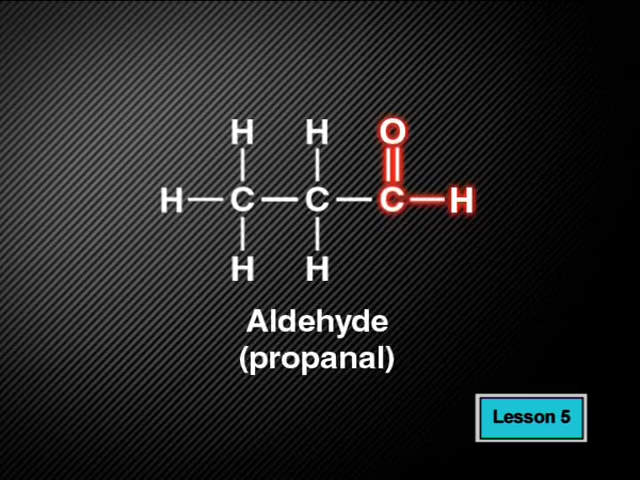 H H O
H C C C H
H H
Aldehyde
(propanal)
Lesson 5